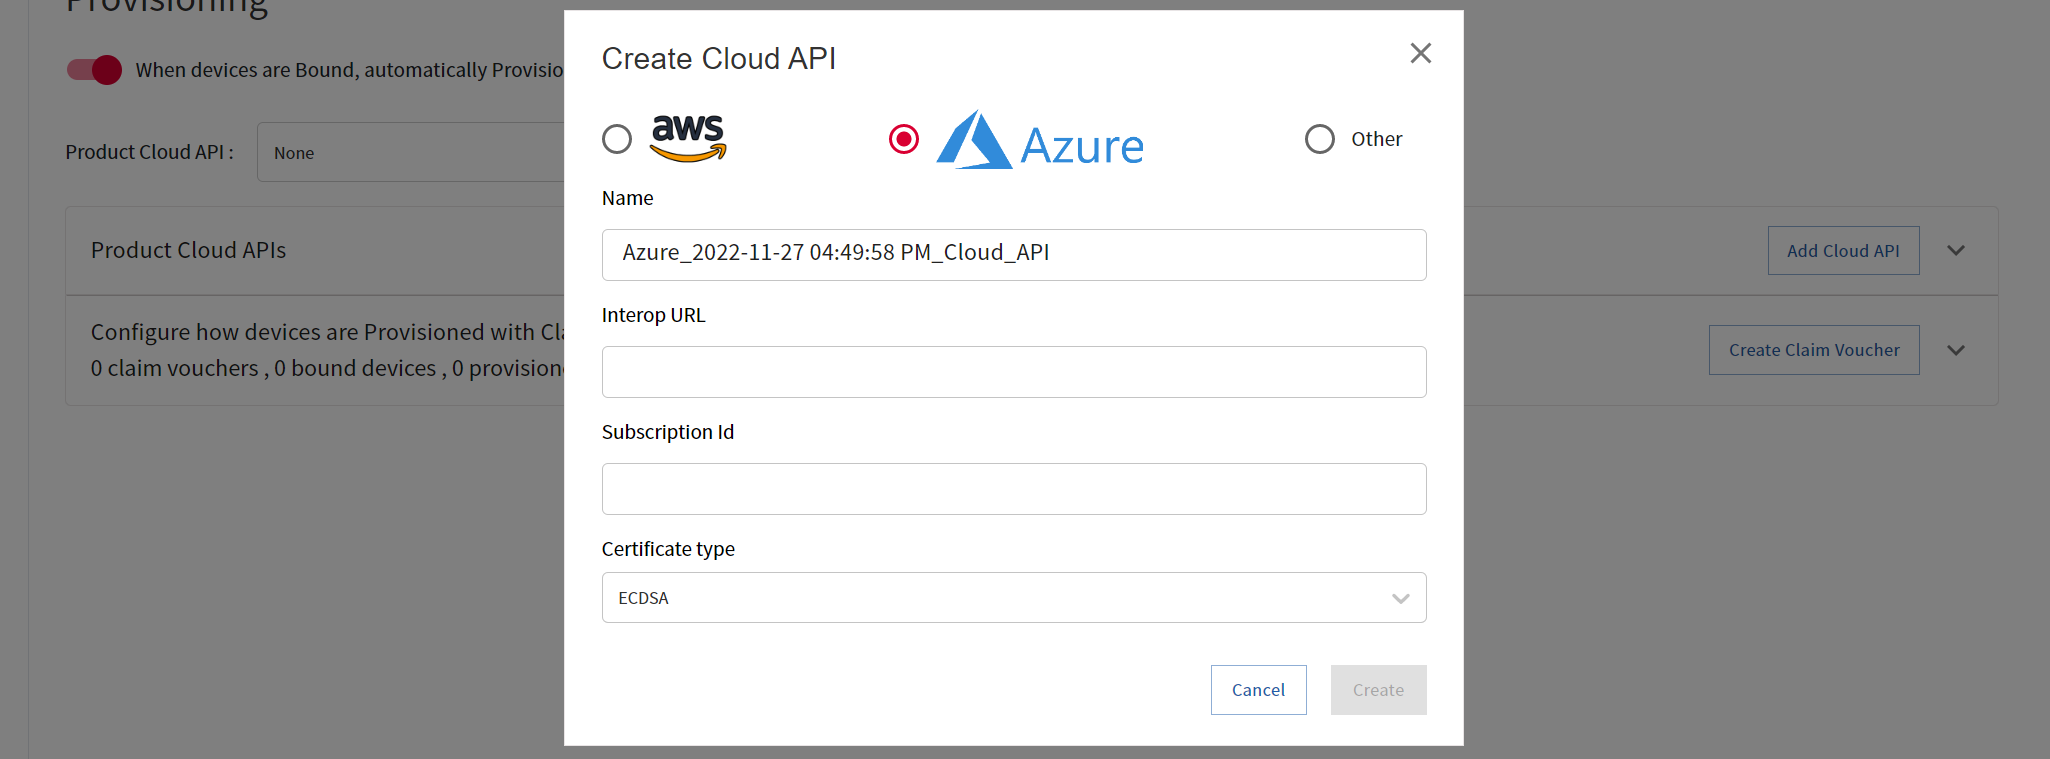 Provisioning
When devices are Bound, automatically Provisio
Product Cloud API :
None
Product Cloud APIs
Add Cloud API
Configure how devices are Provisioned with Cla
0 claim vouchers , 0 bound devices , 0 provision
Create Claim Voucher
Create Cloud API
aws
Azure
Other
Name
Azure_2022-11-27 04:49:58 PM_Cloud_API
Interop URL
Subscription Id
Certificate type
ECDSA
Cancel
Create